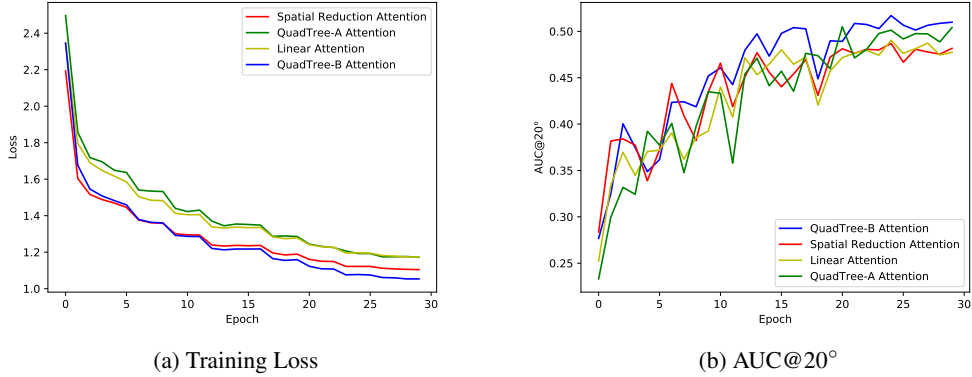 Spatial Reduction Attention
QuadTree-A Attention
Linear Attention
QuadTree-B Attention
Loss
2.4
2.2
2.0
1.8
1.6
1.4
1.2
1.0
0 5 10 15 20 25 30
Epoch
(a) Training Loss
AUC@20°
0.50
0.45
0.40
0.35
0.30
0.25
QuadTree-B Attention
Spatial Reduction Attention
Linear Attention
QuadTree-A Attention
0 5 10 15 20 25 30
Epoch
(b) AUC@20°